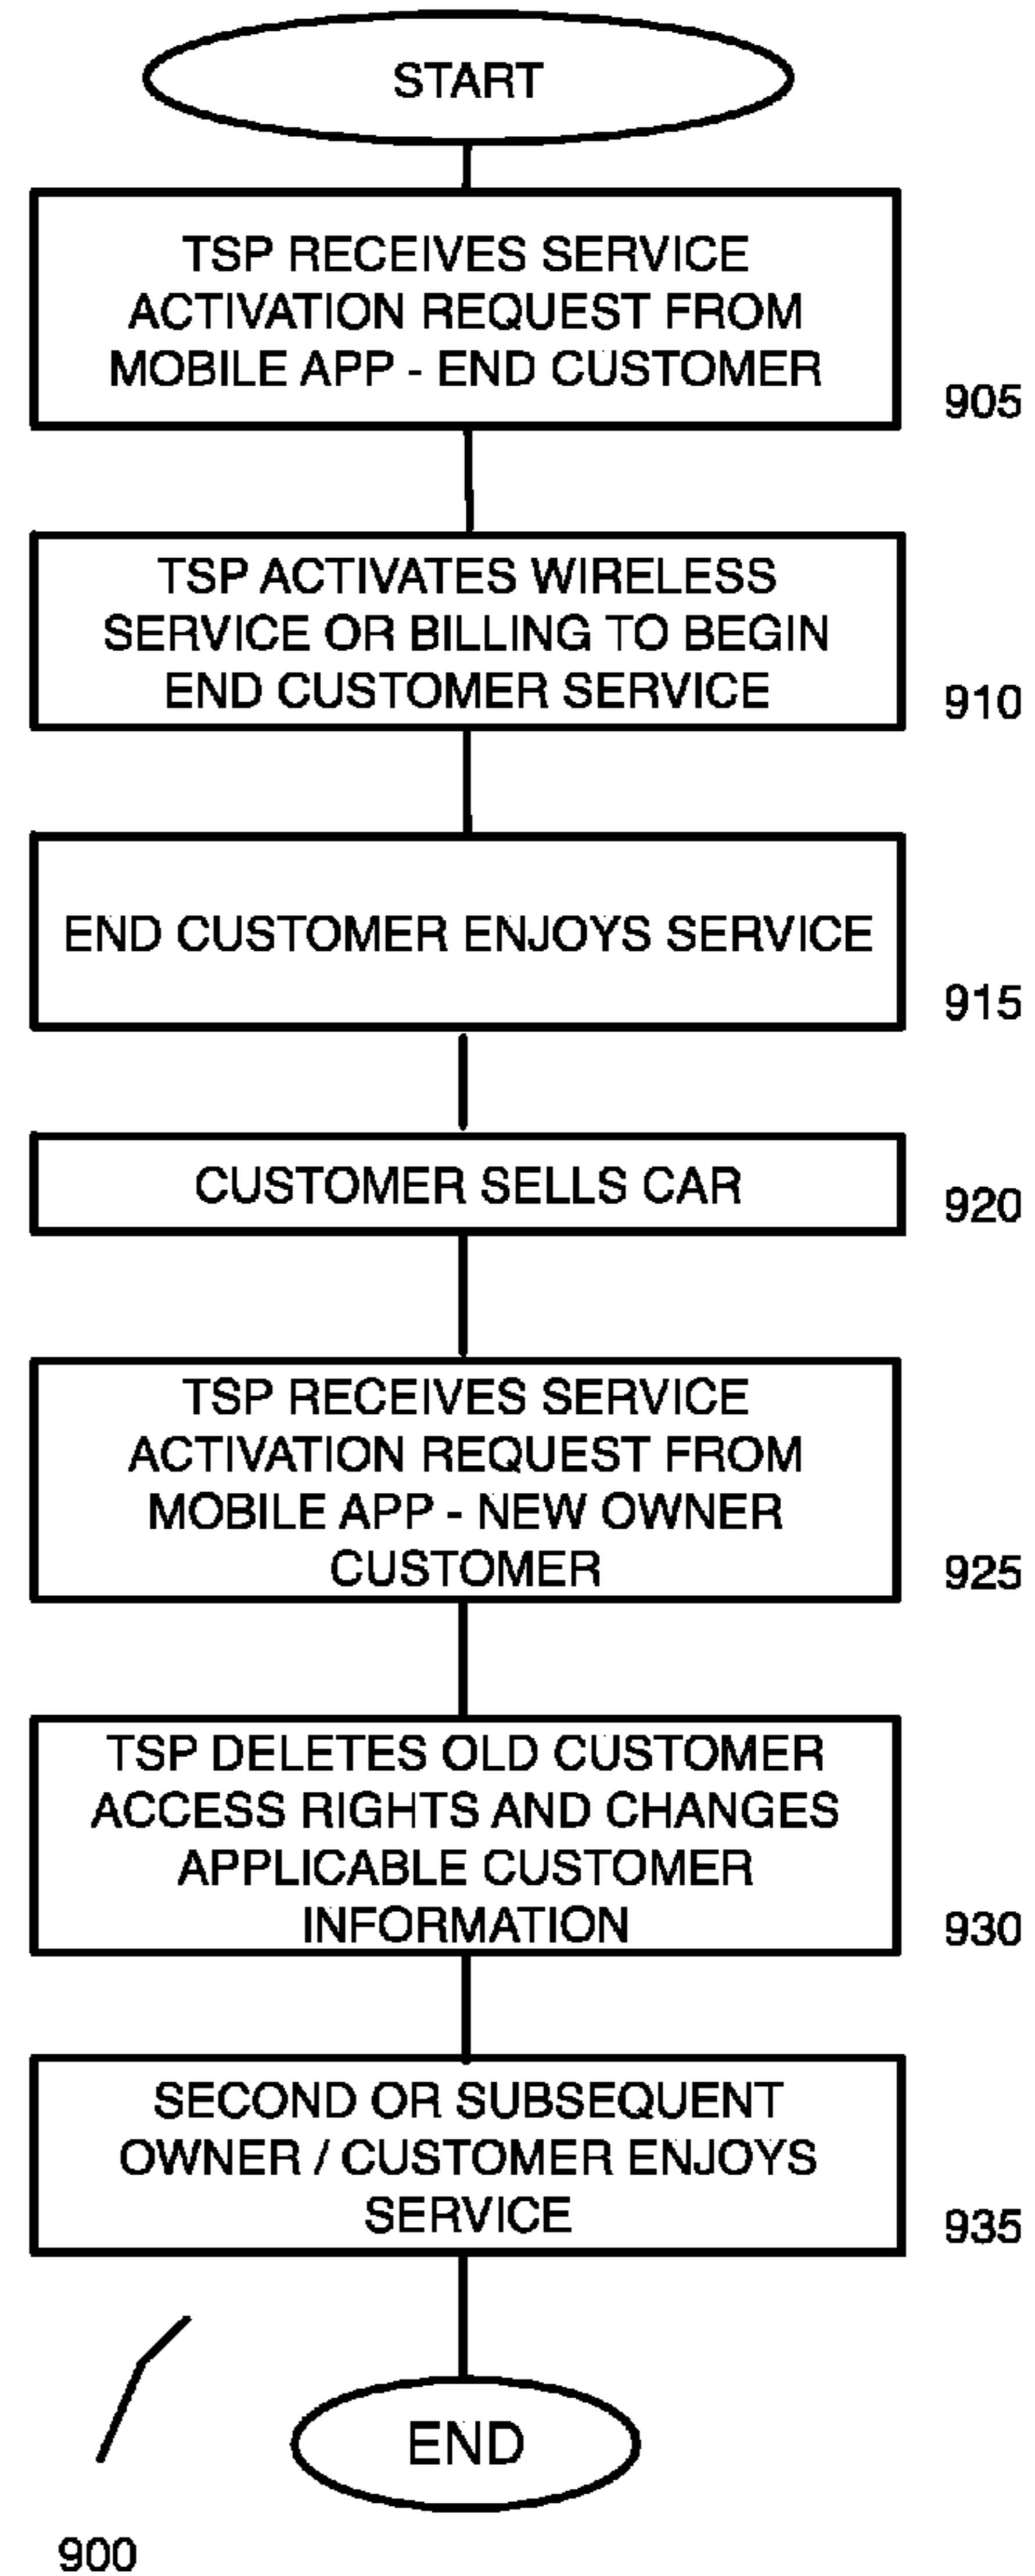 START
TSP RECEIVES SERVICE
ACTIVATION REQUEST FROM
MOBILE APP - END CUSTOMER
905
TSP ACTIVATES WIRELESS
SERVICE OR BILLING TO BEGIN
END CUSTOMER SERVICE
910
END CUSTOMER ENJOYS SERVICE
915
CUSTOMER SELLS CAR
920
TSP RECEIVES SERVICE
ACTIVATION REQUEST FROM
MOBILE APP - NEW OWNER
CUSTOMER
925
TSP DELETES OLD CUSTOMER
ACCESS RIGHTS AND CHANGES
APPLICABLE CUSTOMER
INFORMATION
930
SECOND OR SUBSEQUENT
OWNER / CUSTOMER ENJOYS
SERVICE
935
END
900